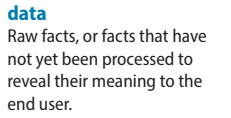 data
Raw facts, or facts that have
not yet been processed to
reveal their meaning to the
end user.